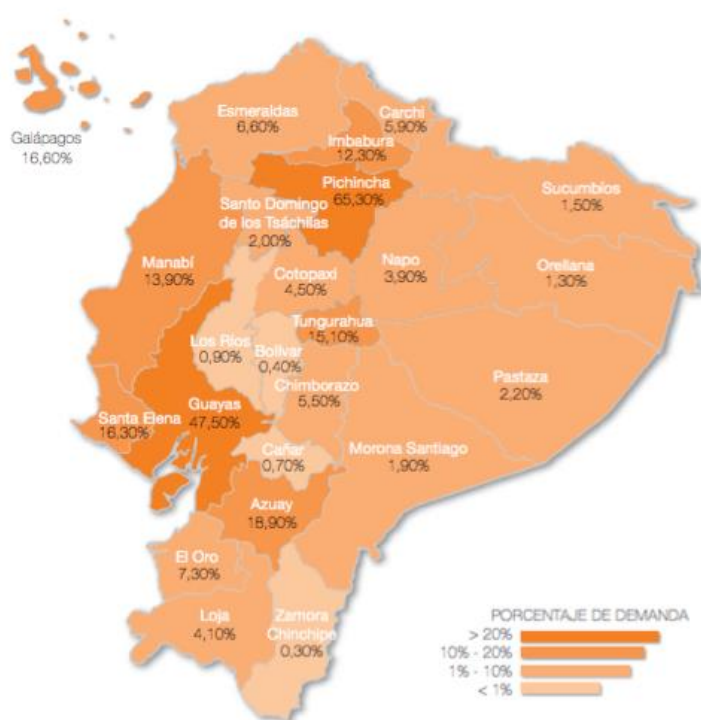 Galápagos
16,60%
Esmeraldas
6,60%
Carchi
5,90%
Imbabura
12,30%
Pichincha
65,30%
Sucumbíos
1,50%
Santo Domingo
de los Tsáchilas
2,00%
Manabí
13,90%
Cotopaxi
4,50%
Napo
3,90%
Orellana
1,30%
Tungurahua
15,10%
Los Ríos
0,90%
Bolívar
0,40%
Chimborazo
5,50%
Pastaza
2,20%
Santa Elena
16,30%
Guayas
47,50%
Cañar
0,70%
Morona Santiago
1,90%
Azuay
18,90%
El Oro
7,30%
Loja
4,10%
Zamora
Chinchipe
0,30%
PORCENTAJE DE DEMANDA
> 20%
10% - 20%
1% - 10%
< 1%